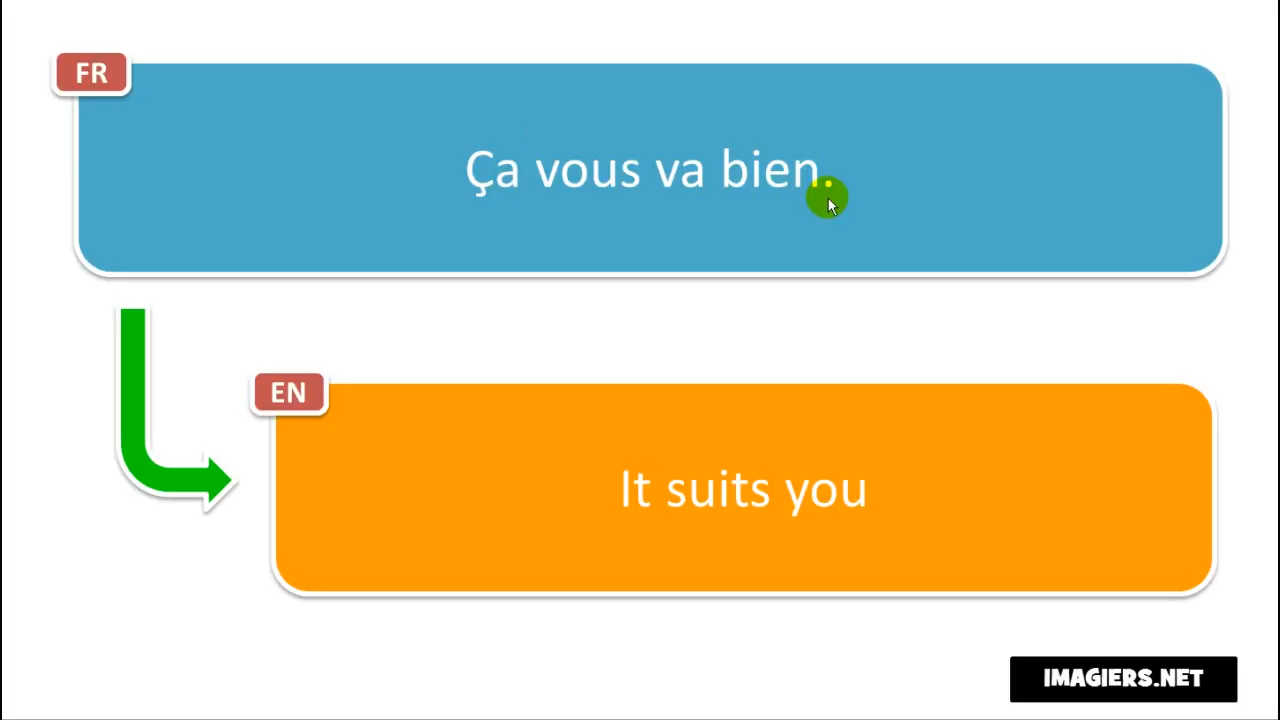 FR
Ça vous va bien.
EN
It suits you
IMAGIERS.NET